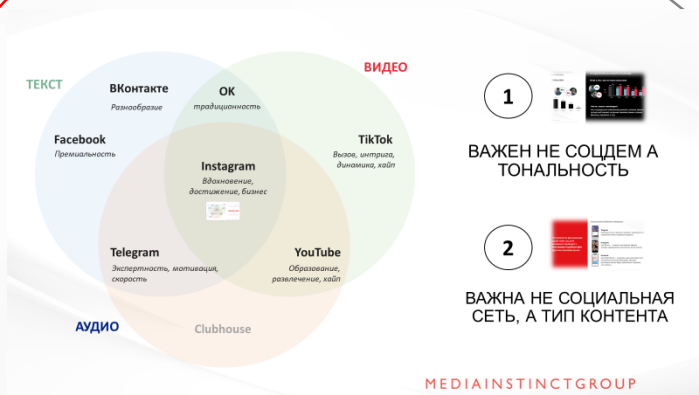 ТЕКСТ
ВИДЕО
ВКонтакте
Разнообразие
OK
традиционность
Facebook
Премиальность
TikTok
Вызов, интрига,
динамика, хайп
Instagram
Вдохновение,
достижение, бизнес
Telegram
Экспертность, мотивация,
скорость
YouTube
Образование,
развлечение, хайп
АУДИО
Clubhouse
1
ВАЖЕН НЕ СОЦДЕМ А
ТОНАЛЬНОСТЬ
2
ВАЖНА НЕ СОЦИАЛЬНАЯ
СЕТЬ, А ТИП КОНТЕНТА
MEDIAINSTINCTGROUP